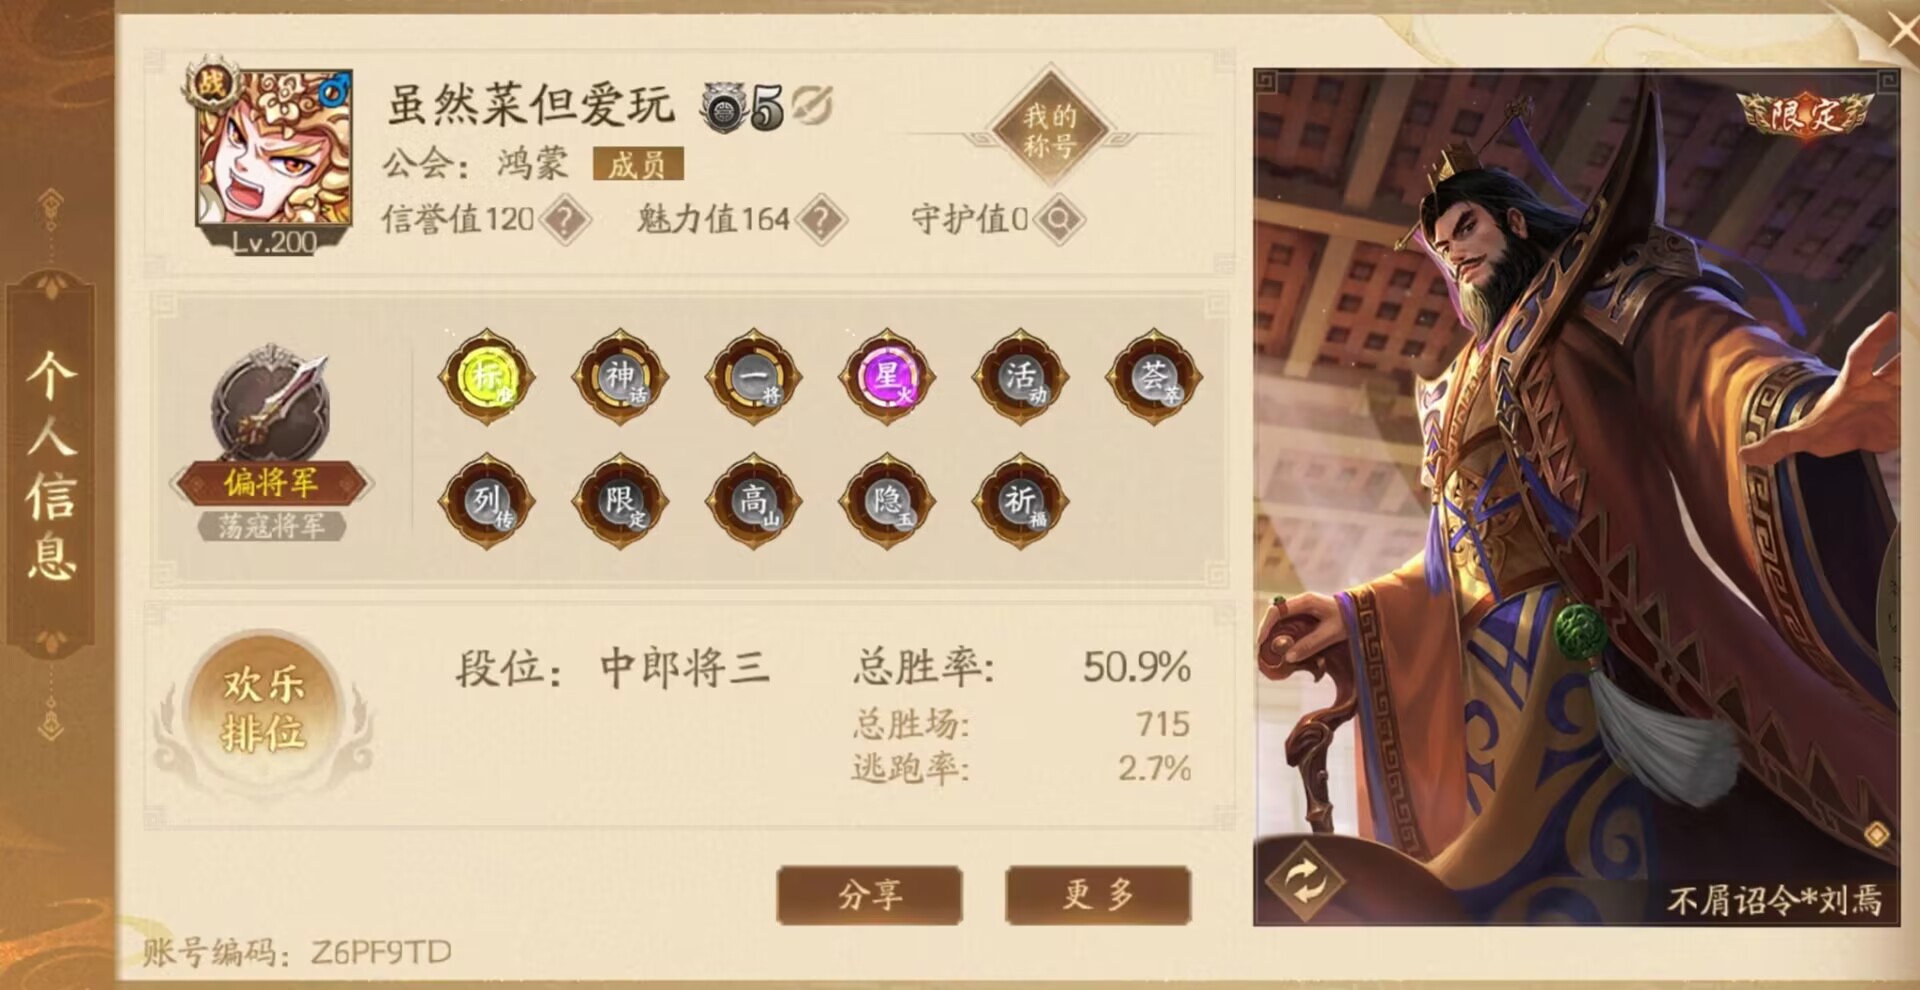 个人信息
战
Lv.200
虽然菜但爱玩 5
公会： 鸿蒙 成员
信誉值120 ? 魅力值164 ? 守护值0
我的
称号
偏将军
荡寇将军
标准 神话 一将 星火 活动 荟萃
列传 限定 高山 隐玉 祈福
欢乐
排位
段位： 中郎将三
总胜率: 50.9%
总胜场: 715
逃跑率: 2.7%
分享 更多
账号编码： Z6PF9TD
限定
不屑诏令*刘焉